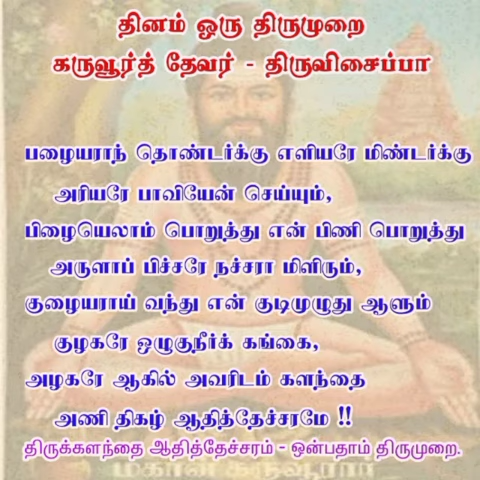 தினம் ஓரு திருமுறை
கருவூர்த் தேவர் - திருவிசைப்பா
பழையராந் தொண்டர்க்கு எளியரே மிண்டர்க்கு
அரியரே பாவியேன் செய்யும்,
பிழையெலாம் பொறுத்து என் பிணி பொறுத்து
அருளாப் பிச்சரே நச்சரா மிளிரும்,
குழையராய் வந்து என் குடிமுழுது ஆளும்
குழகரே ஒழுகுநீர்க் கங்கை,
அழகரே ஆகில் அவரிடம் களந்தை
அணி திகழ் ஆதித்தேச்சரமே !!
திருக்களந்தை ஆதித்தேச்சரம் - ஒன்பதாம் திருமுறை.